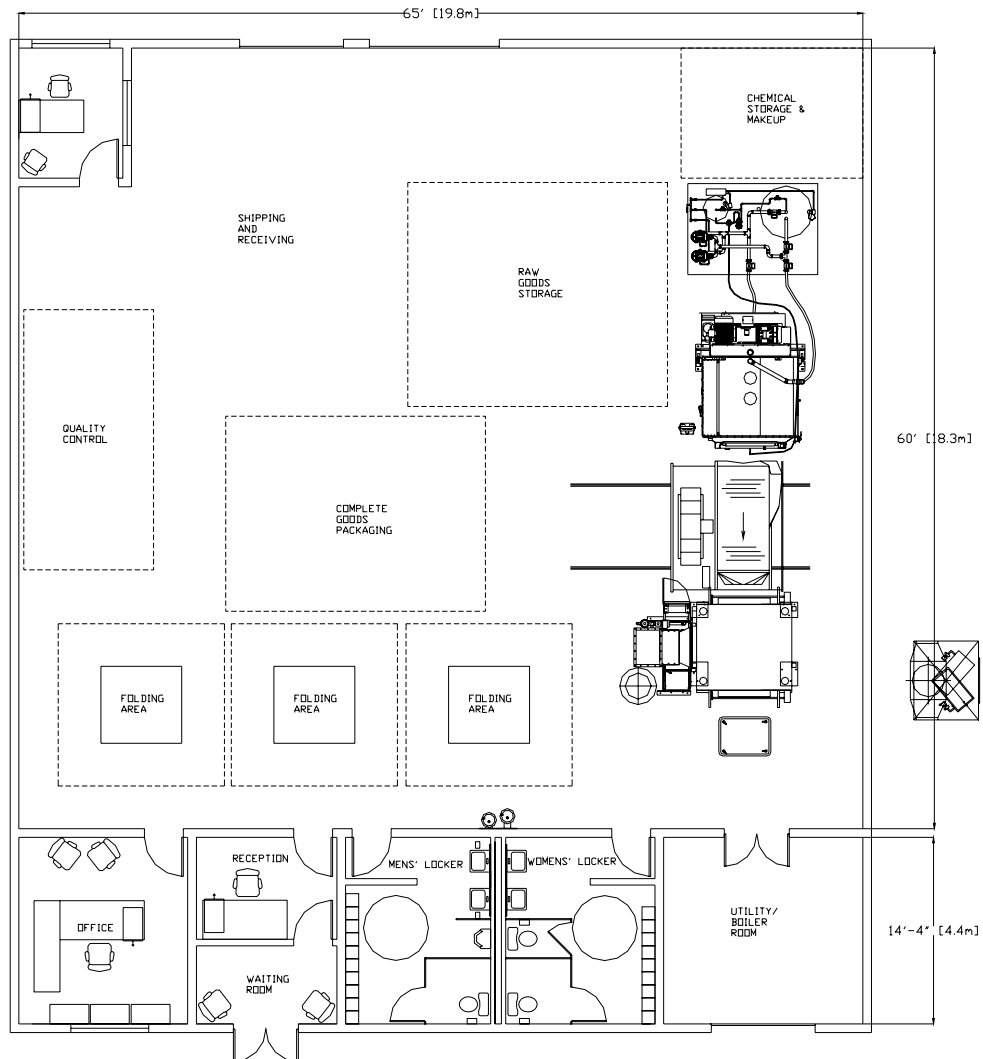 65' [19.8m]
CHEMICAL
STORAGE &
MAKEUP
SHIPPING
AND
RECEIVING
RAW
GOODS
STORAGE
QUALITY
CONTROL
60' [18.3m]
COMPLETE
GOODS
PACKAGING
FOLDING
AREA
FOLDING
AREA
FOLDING
AREA
RECEPTION
MENS' LOCKER
WOMENS' LOCKER
OFFICE
UTILITY/
BOILER
ROOM
14'-4" [4.4m]
WAITING
ROOM